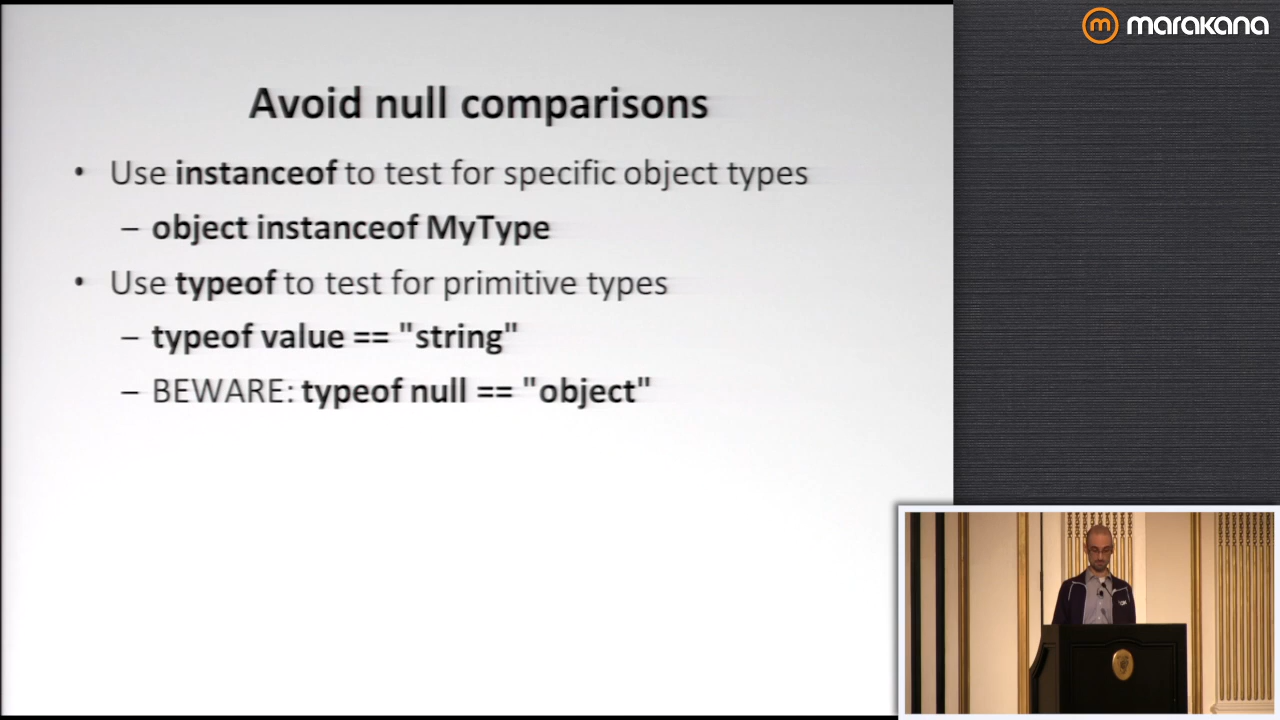 marakana
Avoid null comparisons
• Use instanceof to test for specific object types
– object instanceof MyType
• Use typeof to test for primitive types
– typeof value == "string"
– BEWARE: typeof null == "object"